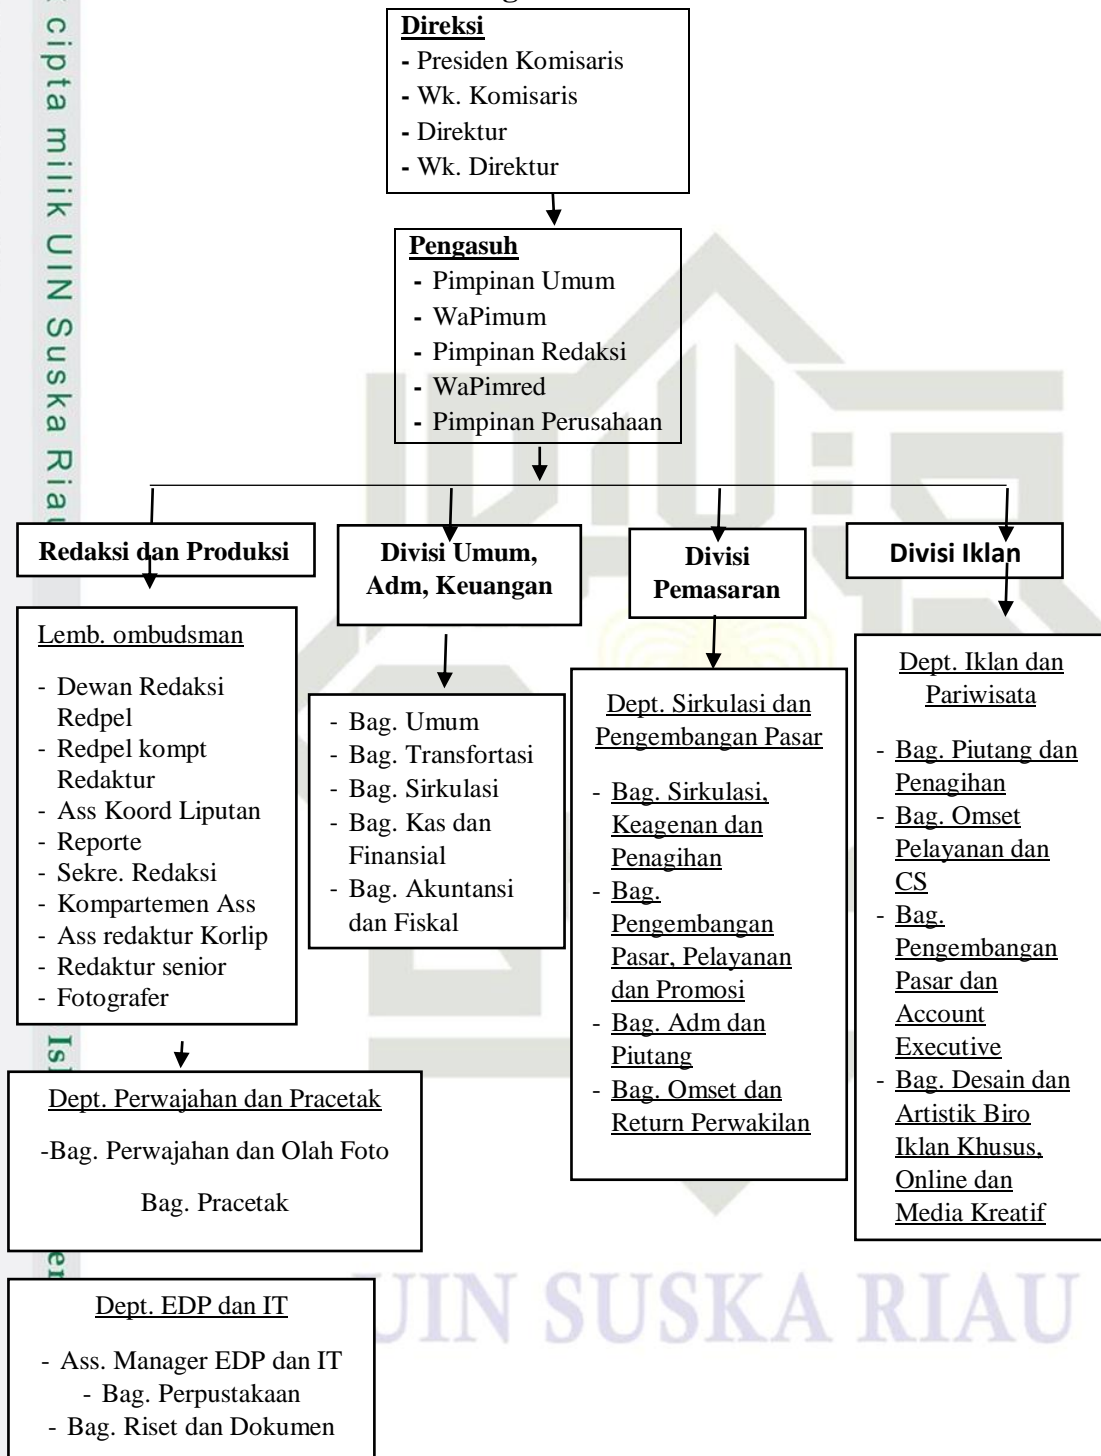 cipta milik UIN Suska Riau
Direksi
- Presiden Komisaris
- Wk. Komisaris
- Direktur
- Wk. Direktur
Pengasuh
- Pimpinan Umum
- WaPimum
- Pimpinan Redaksi
- WaPimred
- Pimpinan Perusahaan
Redaksi dan Produksi
Divisi Umum,
Adm, Keuangan
Divisi
Pemasaran
Divisi Iklan
Lemb. ombudsman
- Dewan Redaksi
Redpel
- Redpel kompt
Redaktur
- Ass Koord Liputan
- Reporte
- Sekre. Redaksi
- Kompartemen Ass
- Ass redaktur Korlip
- Redaktur senior
- Fotografer
- Bag. Umum
- Bag. Transfortasi
- Bag. Sirkulasi
- Bag. Kas dan
Finansial
- Bag. Akuntansi
dan Fiskal
Dept. Sirkulasi dan
Pengembangan Pasar
- Bag. Sirkulasi,
Keagenan dan
Penagihan
- Bag.
Pengembangan
Pasar, Pelayanan
dan Promosi
- Bag. Adm dan
Piutang
- Bag. Omset dan
Return Perwakilan
Dept. Iklan dan
Pariwisata
- Bag. Piutang dan
Penagihan
- Bag. Omset
Pelayanan dan
CS
- Bag.
Pengembangan
Pasar dan
Account
Executive
- Bag. Desain dan
Artistik Biro
Iklan Khusus,
Online dan
Media Kreatif
Dept. Perwajahan dan Pracetak
-Bag. Perwajahan dan Olah Foto
Bag. Pracetak
Dept. EDP dan IT
- Ass. Manager EDP dan IT
- Bag. Perpustakaan
- Bag. Riset dan Dokumen
UIN SUSKA RIAU